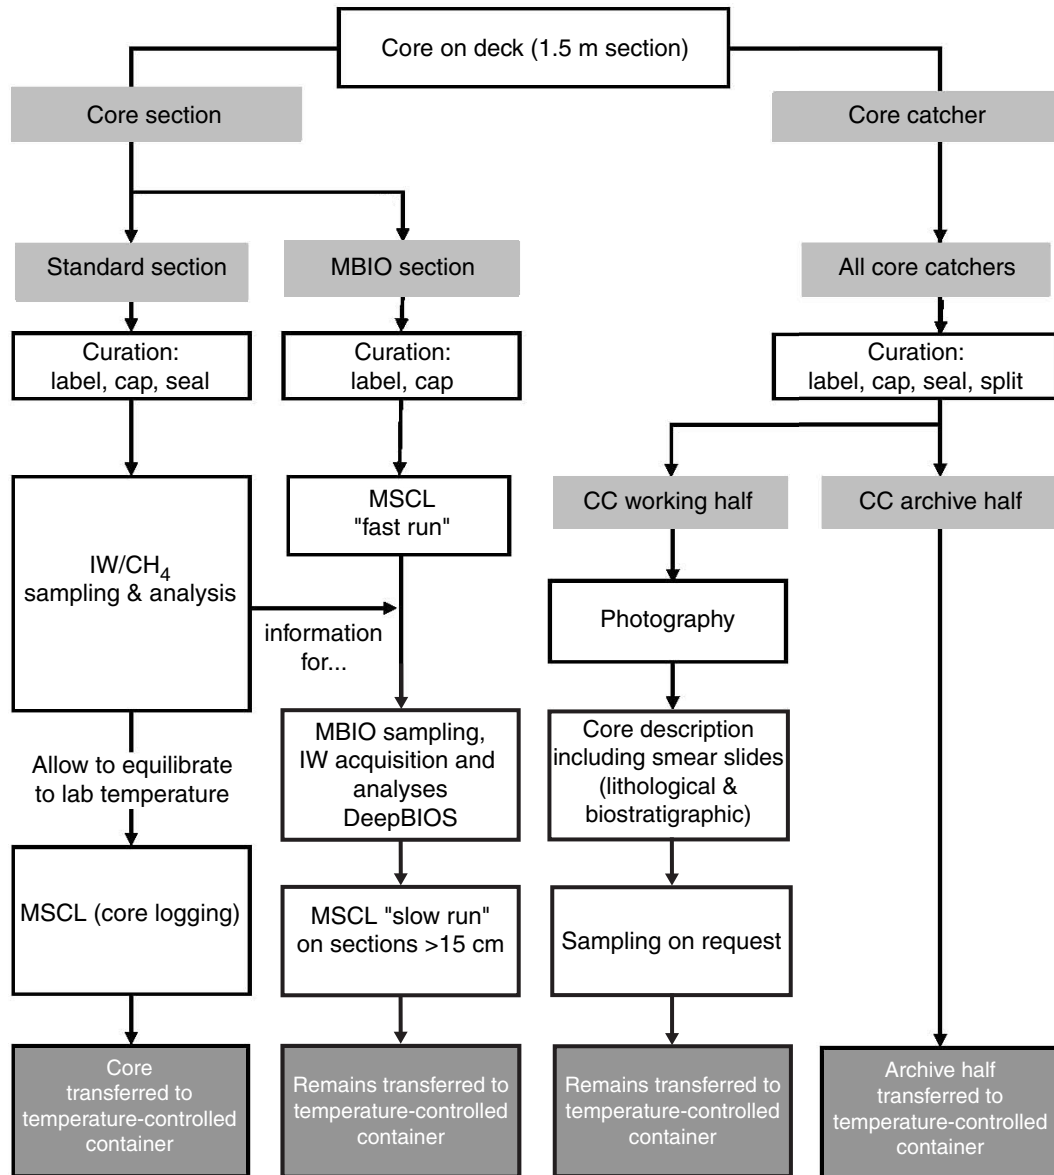 Core on deck (1.5 m section)
Core section
Core catcher
Standard section
MBIO section
All core catchers
Curation:
label, cap, seal
Curation:
label, cap
Curation:
label, cap, seal, split
MSCL
"fast run"
CC working half
CC archive half
IW/CH₄
sampling & analysis
information
for...
Photography
MBIO sampling,
IW acquisition and
analyses
DeepBIOS
Core description
including smear slides
(lithological &
biostratigraphic)
Allow to equilibrate
to lab temperature
MSCL (core logging)
MSCL "slow run"
on sections >15 cm
Sampling on request
Core
transferred to
temperature-controlled
container
Remains transferred to
temperature-controlled
container
Remains transferred to
temperature-controlled
container
Archive half
transferred to
temperature-controlled
container